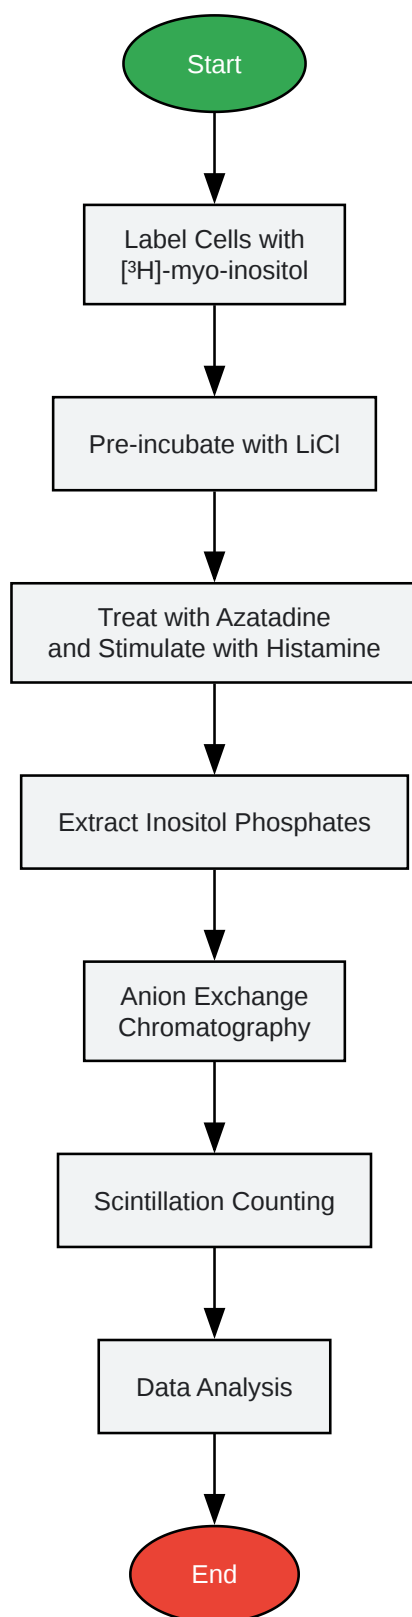 Start
Label Cells with
[³H]-myo-inositol
Pre-incubate with LiCl
Treat with Azatadine
and Stimulate with Histamine
Extract Inositol Phosphates
Anion Exchange
Chromatography
Scintillation Counting
Data Analysis
End